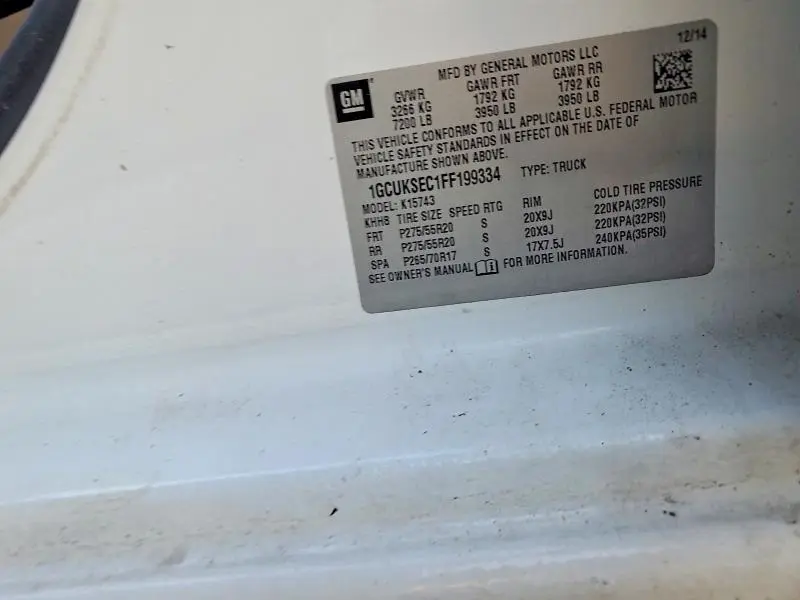 12/14
GM
MFD BY GENERAL MOTORS LLC
GVWR GAWR FRT GAWR RR
3266 KG 1792 KG 1792 KG
7200 LB 3950 LB 3950 LB
THIS VEHICLE CONFORMS TO ALL APPLICABLE U.S. FEDERAL MOTOR
VEHICLE SAFETY STANDARDS IN EFFECT ON THE DATE OF
MANUFACTURE SHOWN ABOVE.
1GCUKSEC1FF199334 TYPE: TRUCK
MODEL: K15743
KHHB TIRE SIZE SPEED RTG RIM COLD TIRE PRESSURE
FRT P275/55R20 S 20X9J 220KPA(32PSI)
RR P275/55R20 S 20X9J 220KPA(32PSI)
SPA P265/70R17 S 17X7.5J 240KPA(35PSI)
SEE OWNER'S MANUAL FOR MORE INFORMATION.